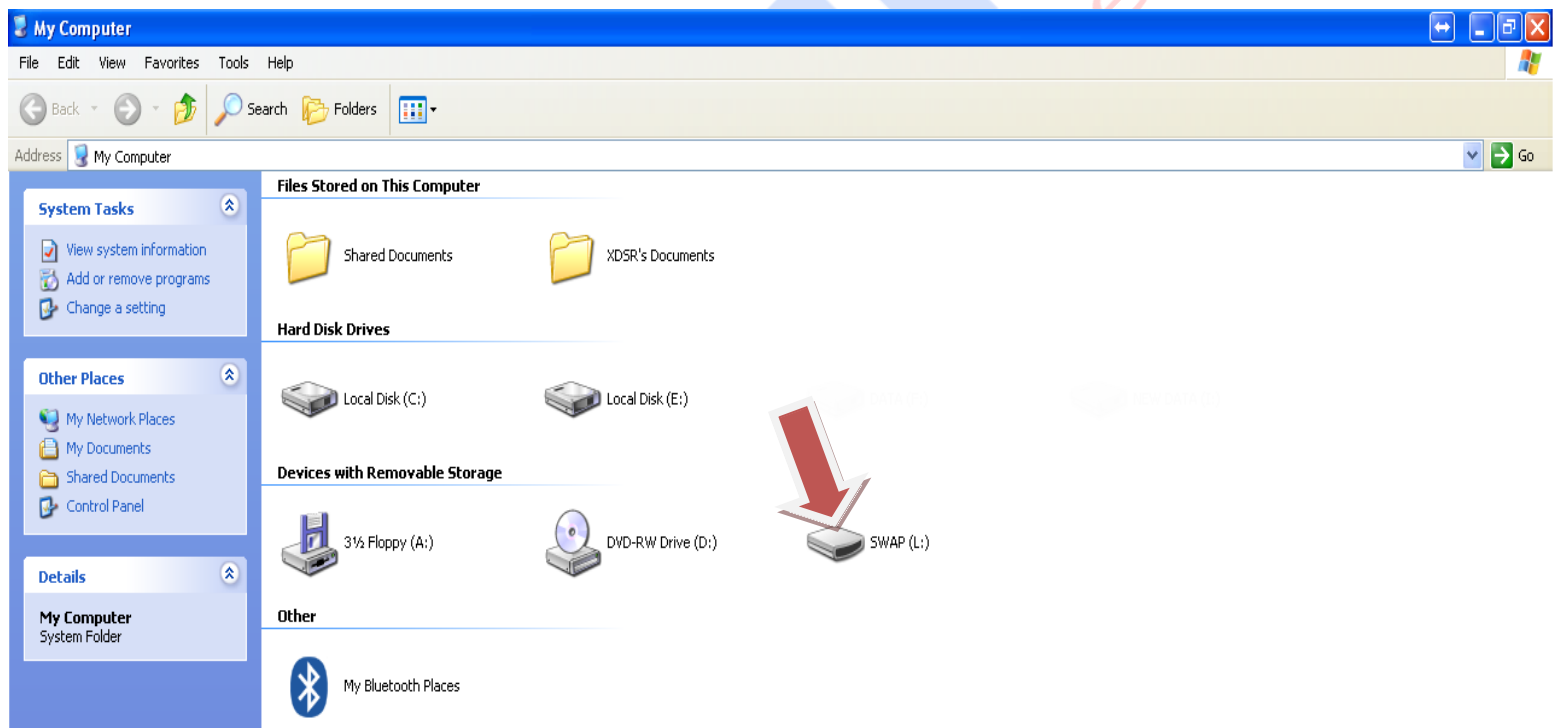 My Computer
File Edit View Favorites Tools Help
Back Search Folders
Address My Computer Go
System Tasks
View system information
Add or remove programs
Change a setting
Other Places
My Network Places
My Documents
Shared Documents
Control Panel
Details
My Computer
System Folder
Files Stored on This Computer
Shared Documents XDSR's Documents
Hard Disk Drives
Local Disk (C:) Local Disk (E:)
Devices with Removable Storage
3½ Floppy (A:) DVD-RW Drive (D:) SWAP (L:)
Other
My Bluetooth Places